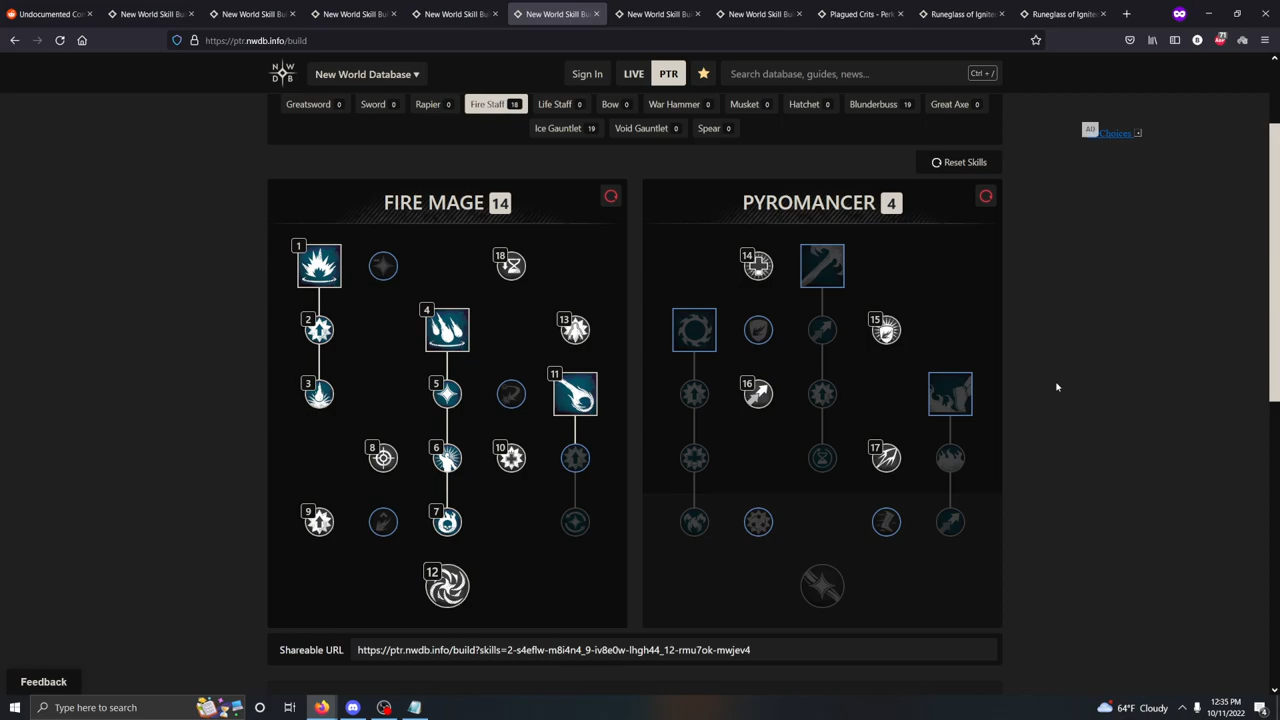 Undocumented Co
New World Skill Bu
New World Skill Bu
New World Skill Bu
New World Skill Bu
New World Skill Bu
New World Skill Bu
New World Skill Bu
Plagued Crits - Perk
Runeglass of Ignite
Runeglass of Ignite
https://ptr.nwdb.info/build
NW
DB
New World Database
Sign In
LIVE
PTR
Search database, guides, news...
Ctrl + /
Greatsword 0
Sword 0
Rapier 0
Fire Staff 18
Life Staff 0
Bow 0
War Hammer 0
Musket 0
Hatchet 0
Blunderbuss 19
Great Axe 0
Ice Gauntlet 19
Void Gauntlet 0
Spear 0
AD
Choices
Reset Skills
FIRE MAGE 14
PYROMANCER 4
1
18
14
2
4
13
15
3
5
11
16
8
6
10
17
9
7
12
Shareable URL
https://ptr.nwdb.info/build?skills=2-s4eflw-m8i4n4_9-iv8e0w-lhgh44_12-rmu7ok-mwjev4
Feedback
Type here to search
64°F Cloudy
12:35 PM
10/11/2022
4